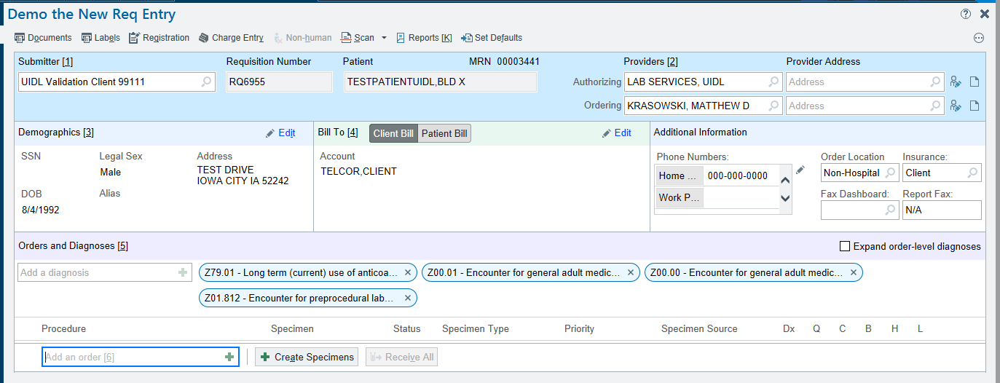 Demo the New Req Entry
Documents Labels Registration Charge Entry Non-human Scan Reports [K] Set Defaults
Submitter [1] Requisition Number Patient MRN 00003441 Providers [2] Provider Address
UIDL Validation Client 99111 RQ6955 TESTPATIENTUIDL,BLD X Authorizing LAB SERVICES, UIDL Address
Ordering KRASOWSKI, MATTHEW D Address
Demographics [3] Edit Bill To [4] Client Bill Patient Bill Edit Additional Information
SSN Legal Sex Address Account Phone Numbers: Order Location Insurance:
Male TEST DRIVE TELCOR,CLIENT Home ... 000-000-0000 Non-Hospital Client
IOWA CITY IA 52242
DOB Alias Work P... Fax Dashboard: Report Fax:
8/4/1992 N/A
Orders and Diagnoses [5] Expand order-level diagnoses
Add a diagnosis Z79.01 - Long term (current) use of anticoa... Z00.01 - Encounter for general adult medic... Z00.00 - Encounter for general adult medic...
Z01.812 - Encounter for preprocedural lab...
Procedure Specimen Status Specimen Type Priority Specimen Source Dx Q C B H L
Add an order [6] Create Specimens Receive All